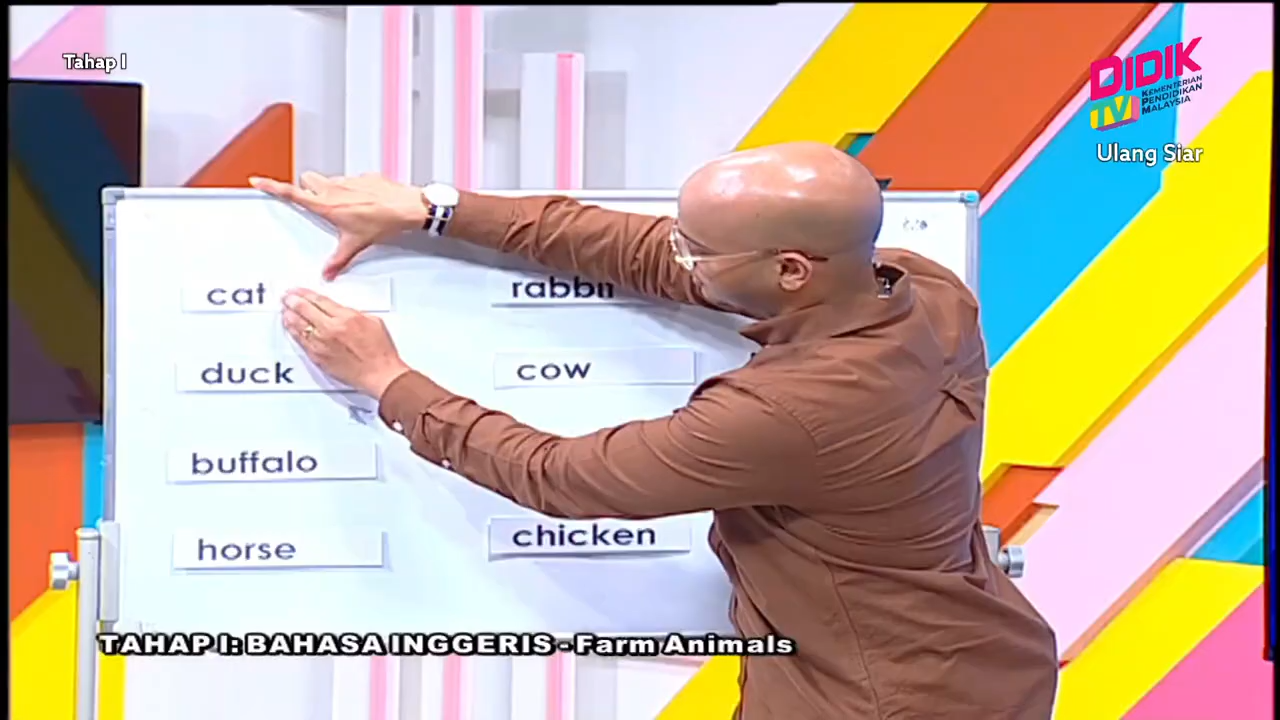 Tahap I
DIDIK
TV
KEMENTERIAN
PENDIDIKAN
MALAYSIA
Ulang Siar
cat
duck
buffalo
horse
cow
chicken
TAHAP I: BAHASA INGGERIS - Farm Animals